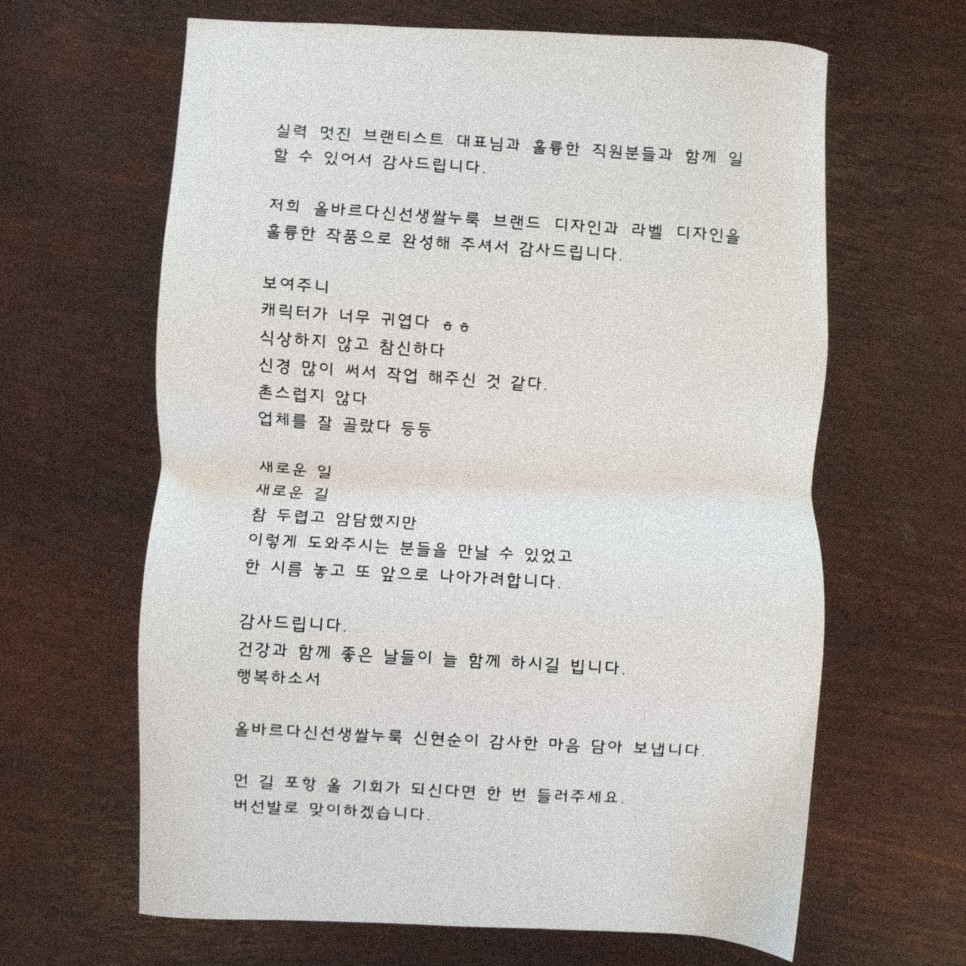 실력 멋진 브랜티스트 대표님과 훌륭한 직원분들과 함께 일
할 수 있어서 감사드립니다.
저희 올바르다신선생쌀누룩 브랜드 디자인과 라벨 디자인을
훌륭한 작품으로 완성해 주셔서 감사드립니다.
보여주니
캐릭터가 너무 귀엽다 ㅎㅎ
식상하지 않고 참신하다
신경 많이 써서 작업 해주신 것 같다.
촌스럽지 않다
업체를 잘 골랐다 등등
새로운 일
새로운 길
참 두렵고 암담했지만
이렇게 도와주시는 분들을 만날 수 있었고
한 시름 놓고 또 앞으로 나아가려합니다.
감사드립니다.
건강과 함께 좋은 날들이 늘 함께 하시길 빕니다.
행복하소서
올바르다신선생쌀누룩 신현순이 감사한 마음 담아 보냅니다.
먼 길 포항 올 기회가 되신다면 한 번 들러주세요.
버선발로 맞이하겠습니다.